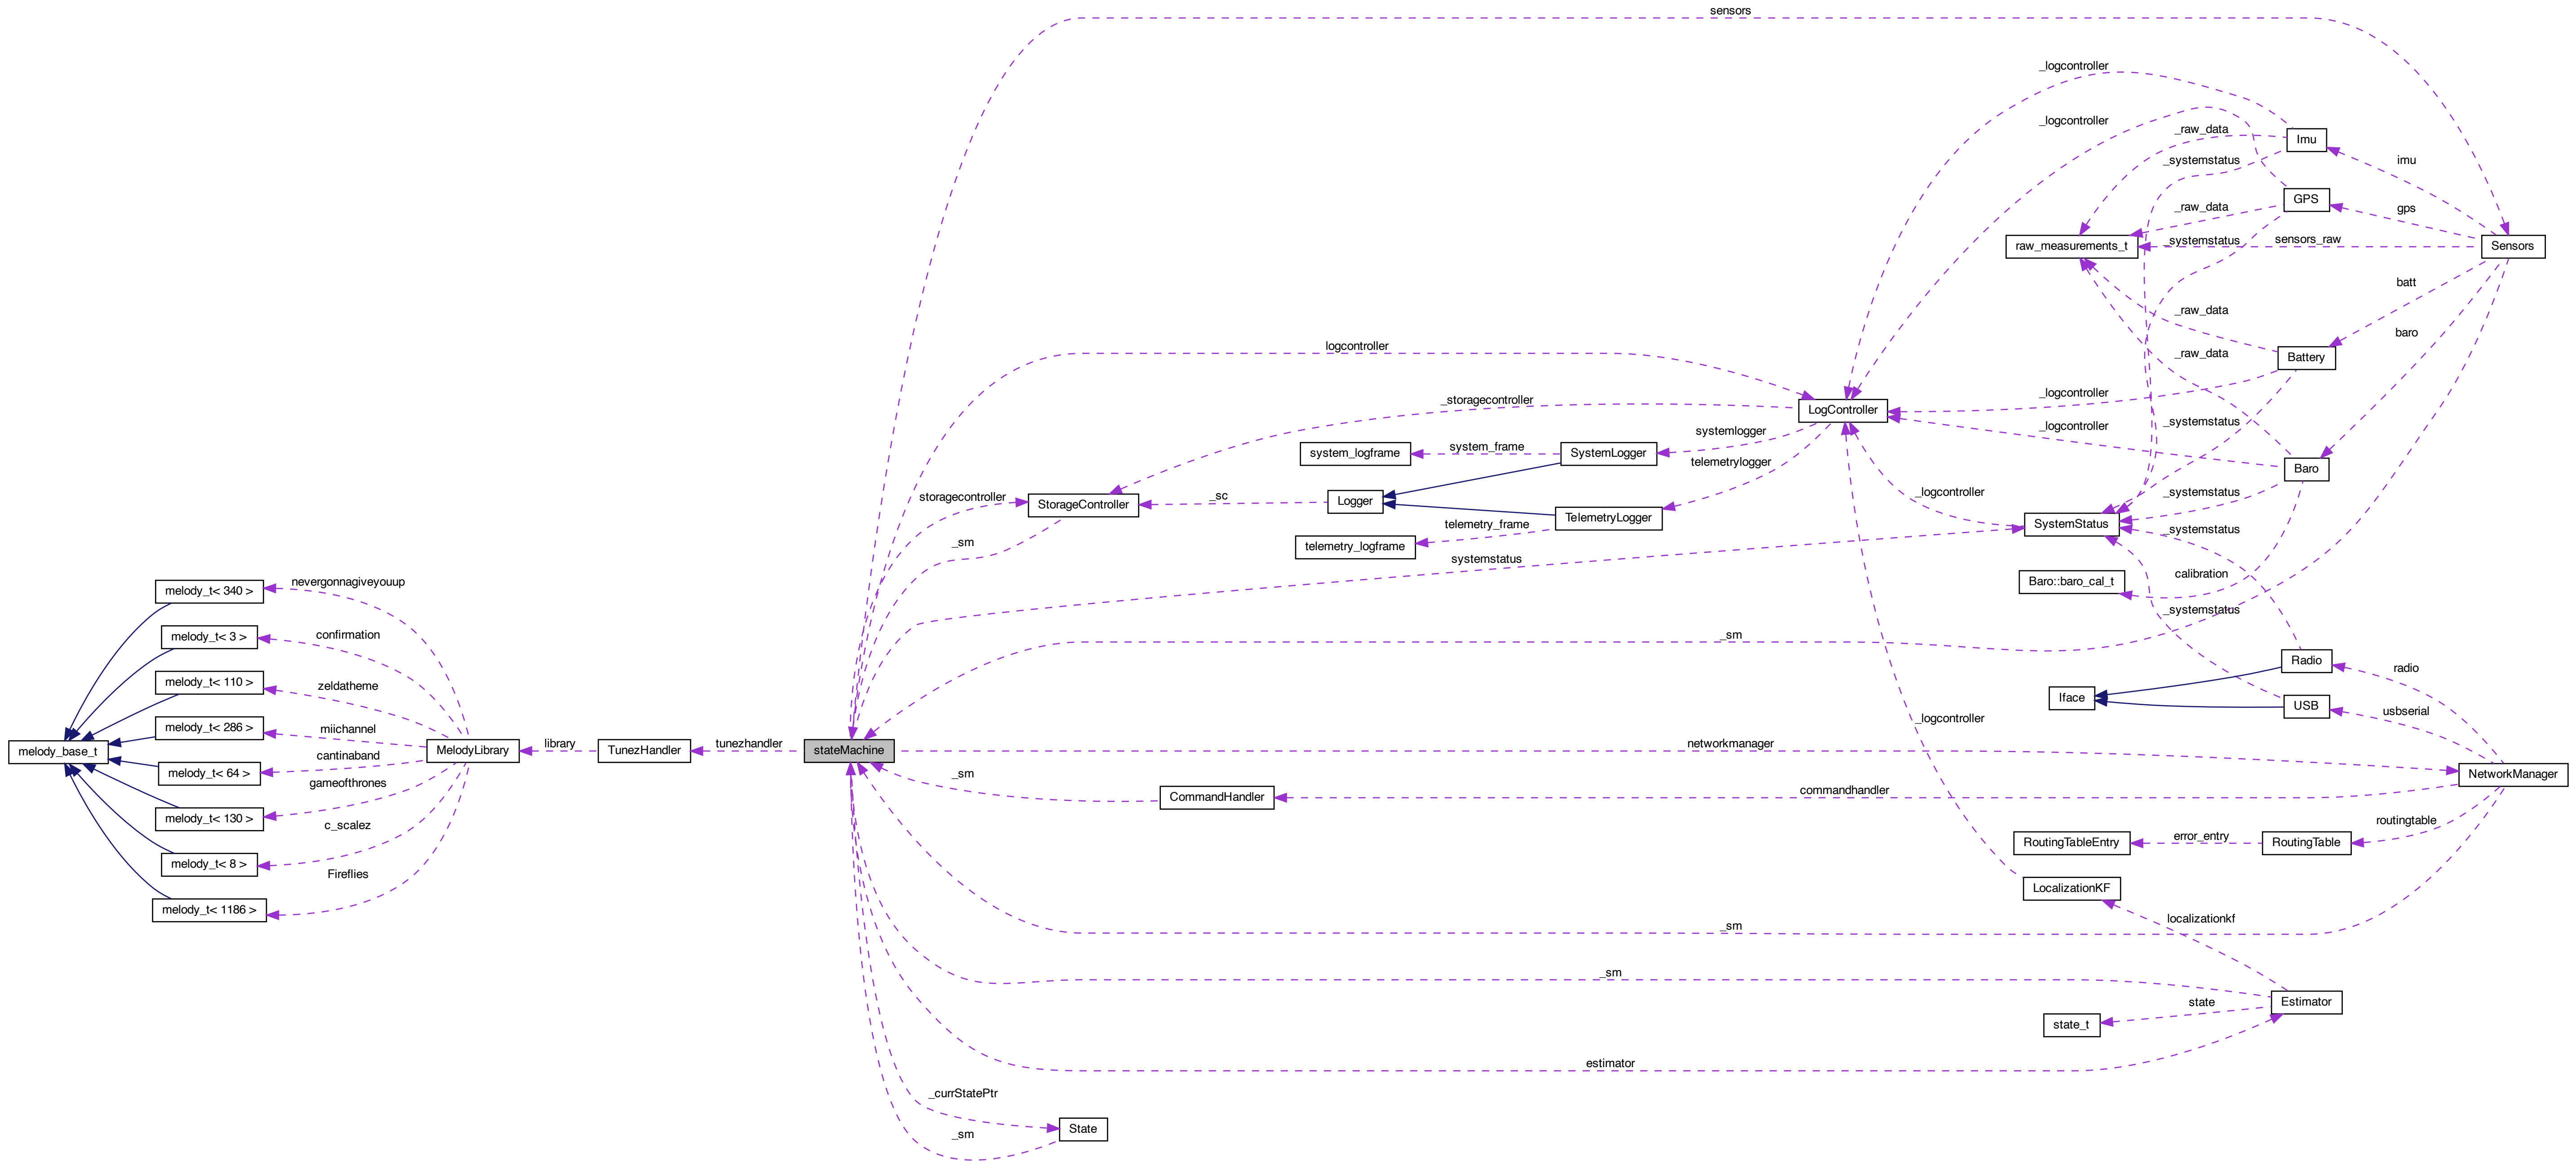 sensors
_logcontroller
_logcontroller
_raw_data
Imu
_systemstatus
imu
GPS
_raw_data
gps
raw_measurements_t
_systemstatus
sensors_raw
Sensors
batt
_raw_data
baro
logcontroller
_raw_data
Battery
_logcontroller
_storagecontroller
LogController
_systemstatus
_logcontroller
systemlogger
system_logframe
system_frame
SystemLogger
telemetrylogger
Baro
storagecontroller
StorageController
_sc
Logger
_logcontroller
_systemstatus
telemetry_frame
TelemetryLogger
SystemStatus
_systemstatus
_sm
telemetry_logframe
systemstatus
Baro::baro_cal_t
calibration
melody_t< 340 >
nevergonnagiveyouup
_systemstatus
melody_t< 3 >
confirmation
_sm
Radio
radio
melody_t< 110 >
zeldatheme
Iface
USB
usbserial
melody_t< 286 >
miichannel
_logcontroller
melody_base_t
cantinaband
MelodyLibrary
library
TunezHandler
tunezhandler
stateMachine
networkmanager
melody_t< 64 >
gameofthrones
_sm
NetworkManager
CommandHandler
commandhandler
melody_t< 130 >
c_scalez
routingtable
RoutingTableEntry
error_entry
RoutingTable
melody_t< 8 >
Fireflies
LocalizationKF
melody_t< 1186 >
localizationkf
_sm
_sm
state
Estimator
state_t
estimator
_currStatePtr
State
_sm